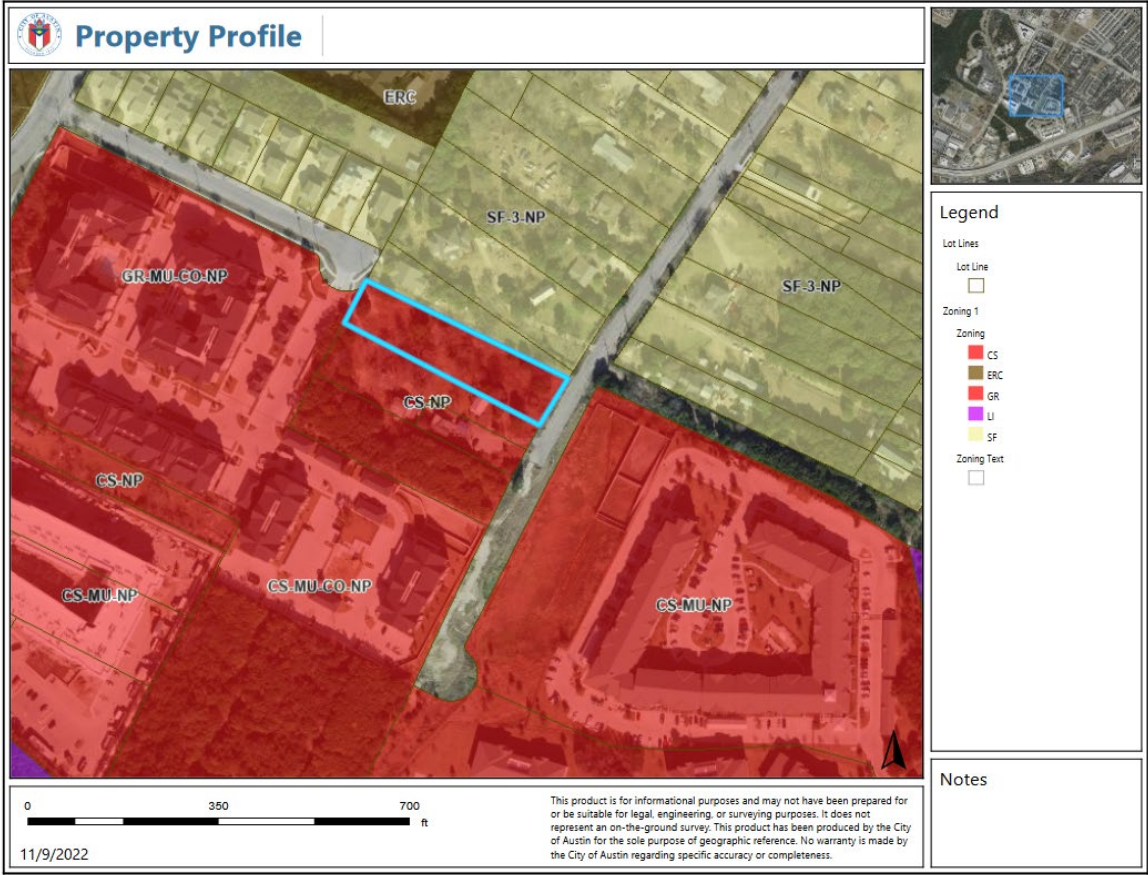 Property Profile
ERC
SF-3-NP
GR-MU-CO-NP
SF-3-NP
CS-NP
CS-NP
CS-MU-CO-NP
CS-MU-NP
CS-MU-NP
Legend
Lot Lines
Lot Line
Zoning 1
Zoning
CS
ERC
GR
LI
SF
Zoning Text
Notes
0 350 700
ft
11/9/2022
This product is for informational purposes and may not have been prepared for
or be suitable for legal, engineering, or surveying purposes. It does not
represent an on-the-ground survey. This product has been produced by the City
of Austin for the sole purpose of geographic reference. No warranty is made by
the City of Austin regarding specific accuracy or completeness.